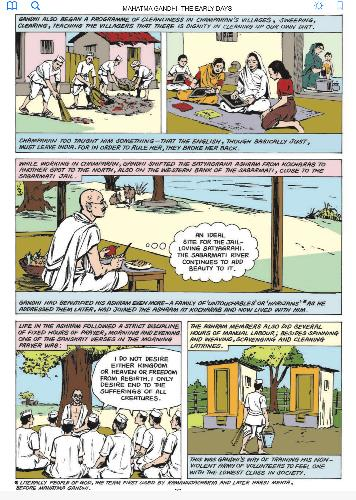 MAHATMA GANDHI - THE EARLY DAYS
GANDHI ALSO BEGAN A PROGRAMME OF CLEANLINESS IN CHAMPARAN'S VILLAGES, SWEEPING,
CLEARING, TEACHING THE VILLAGERS THAT THERE IS DIGNITY IN CLEANING UP OUR OWN DIRT.
CHAMPARAN TOO TAUGHT HIM SOMETHING—THAT THE ENGLISH, THOUGH BASICALLY JUST,
MUST LEAVE INDIA. FOR IN ORDER TO RULE HER, THEY BROKE HER BACK.
WHILE WORKING IN CHAMPARAN, GANDHI SHIFTED THE SATYAGRAHA ASHRAM FROM KOCHARAB TO
ANOTHER SPOT TO THE NORTH, ALSO ON THE WESTERN BANK OF THE SABARMATI, CLOSE TO THE
SABARMATI JAIL.
AN IDEAL
SITE FOR THE JAIL-
LOVING SATYAGRAHI.
THE SABARMATI RIVER
CONTINUES TO ADD
BEAUTY TO IT.
GANDHI HAD BENEFITED HIS ASHRAM EVEN MORE—A FAMILY OF 'UNTOUCHABLES' OR 'HARIJANS'* AS HE
ADDRESSED THEM LATER, HAD JOINED THE ASHRAM AT KOCHARAB AND NOW LIVED WITH HIM.
LIFE IN THE ASHRAM FOLLOWED A STRICT DISCIPLINE
OF FIXED HOURS OF PRAYER, MORNING AND EVENING.
ONE OF THE SANSKRIT VERSES IN THE MORNING
PRAYER WAS:
I DO NOT DESIRE
EITHER KINGDOM
OR HEAVEN OR FREEDOM
FROM REBIRTH. I ONLY
DESIRE END TO THE
SUFFERINGS OF ALL
CREATURES.
THE ASHRAM MEMBERS ALSO DID SEVERAL
HOURS OF MANUAL LABOUR; BESIDES SPINNING
AND WEAVING, SCAVENGING AND CLEANING
LATRINES.
THIS WAS GANDHI'S WAY OF TRAINING HIS NON-
VIOLENT ARMY OF VOLUNTEERS TO FEEL ONE
WITH THE LOWEST CLASS IN SOCIETY.
* LITERALLY PEOPLE OF GOD, THE TERM FIRST USED BY RAMANUJACHARYA AND LATER NARSI MEHTA,
BEFORE MAHATMA GANDHI.